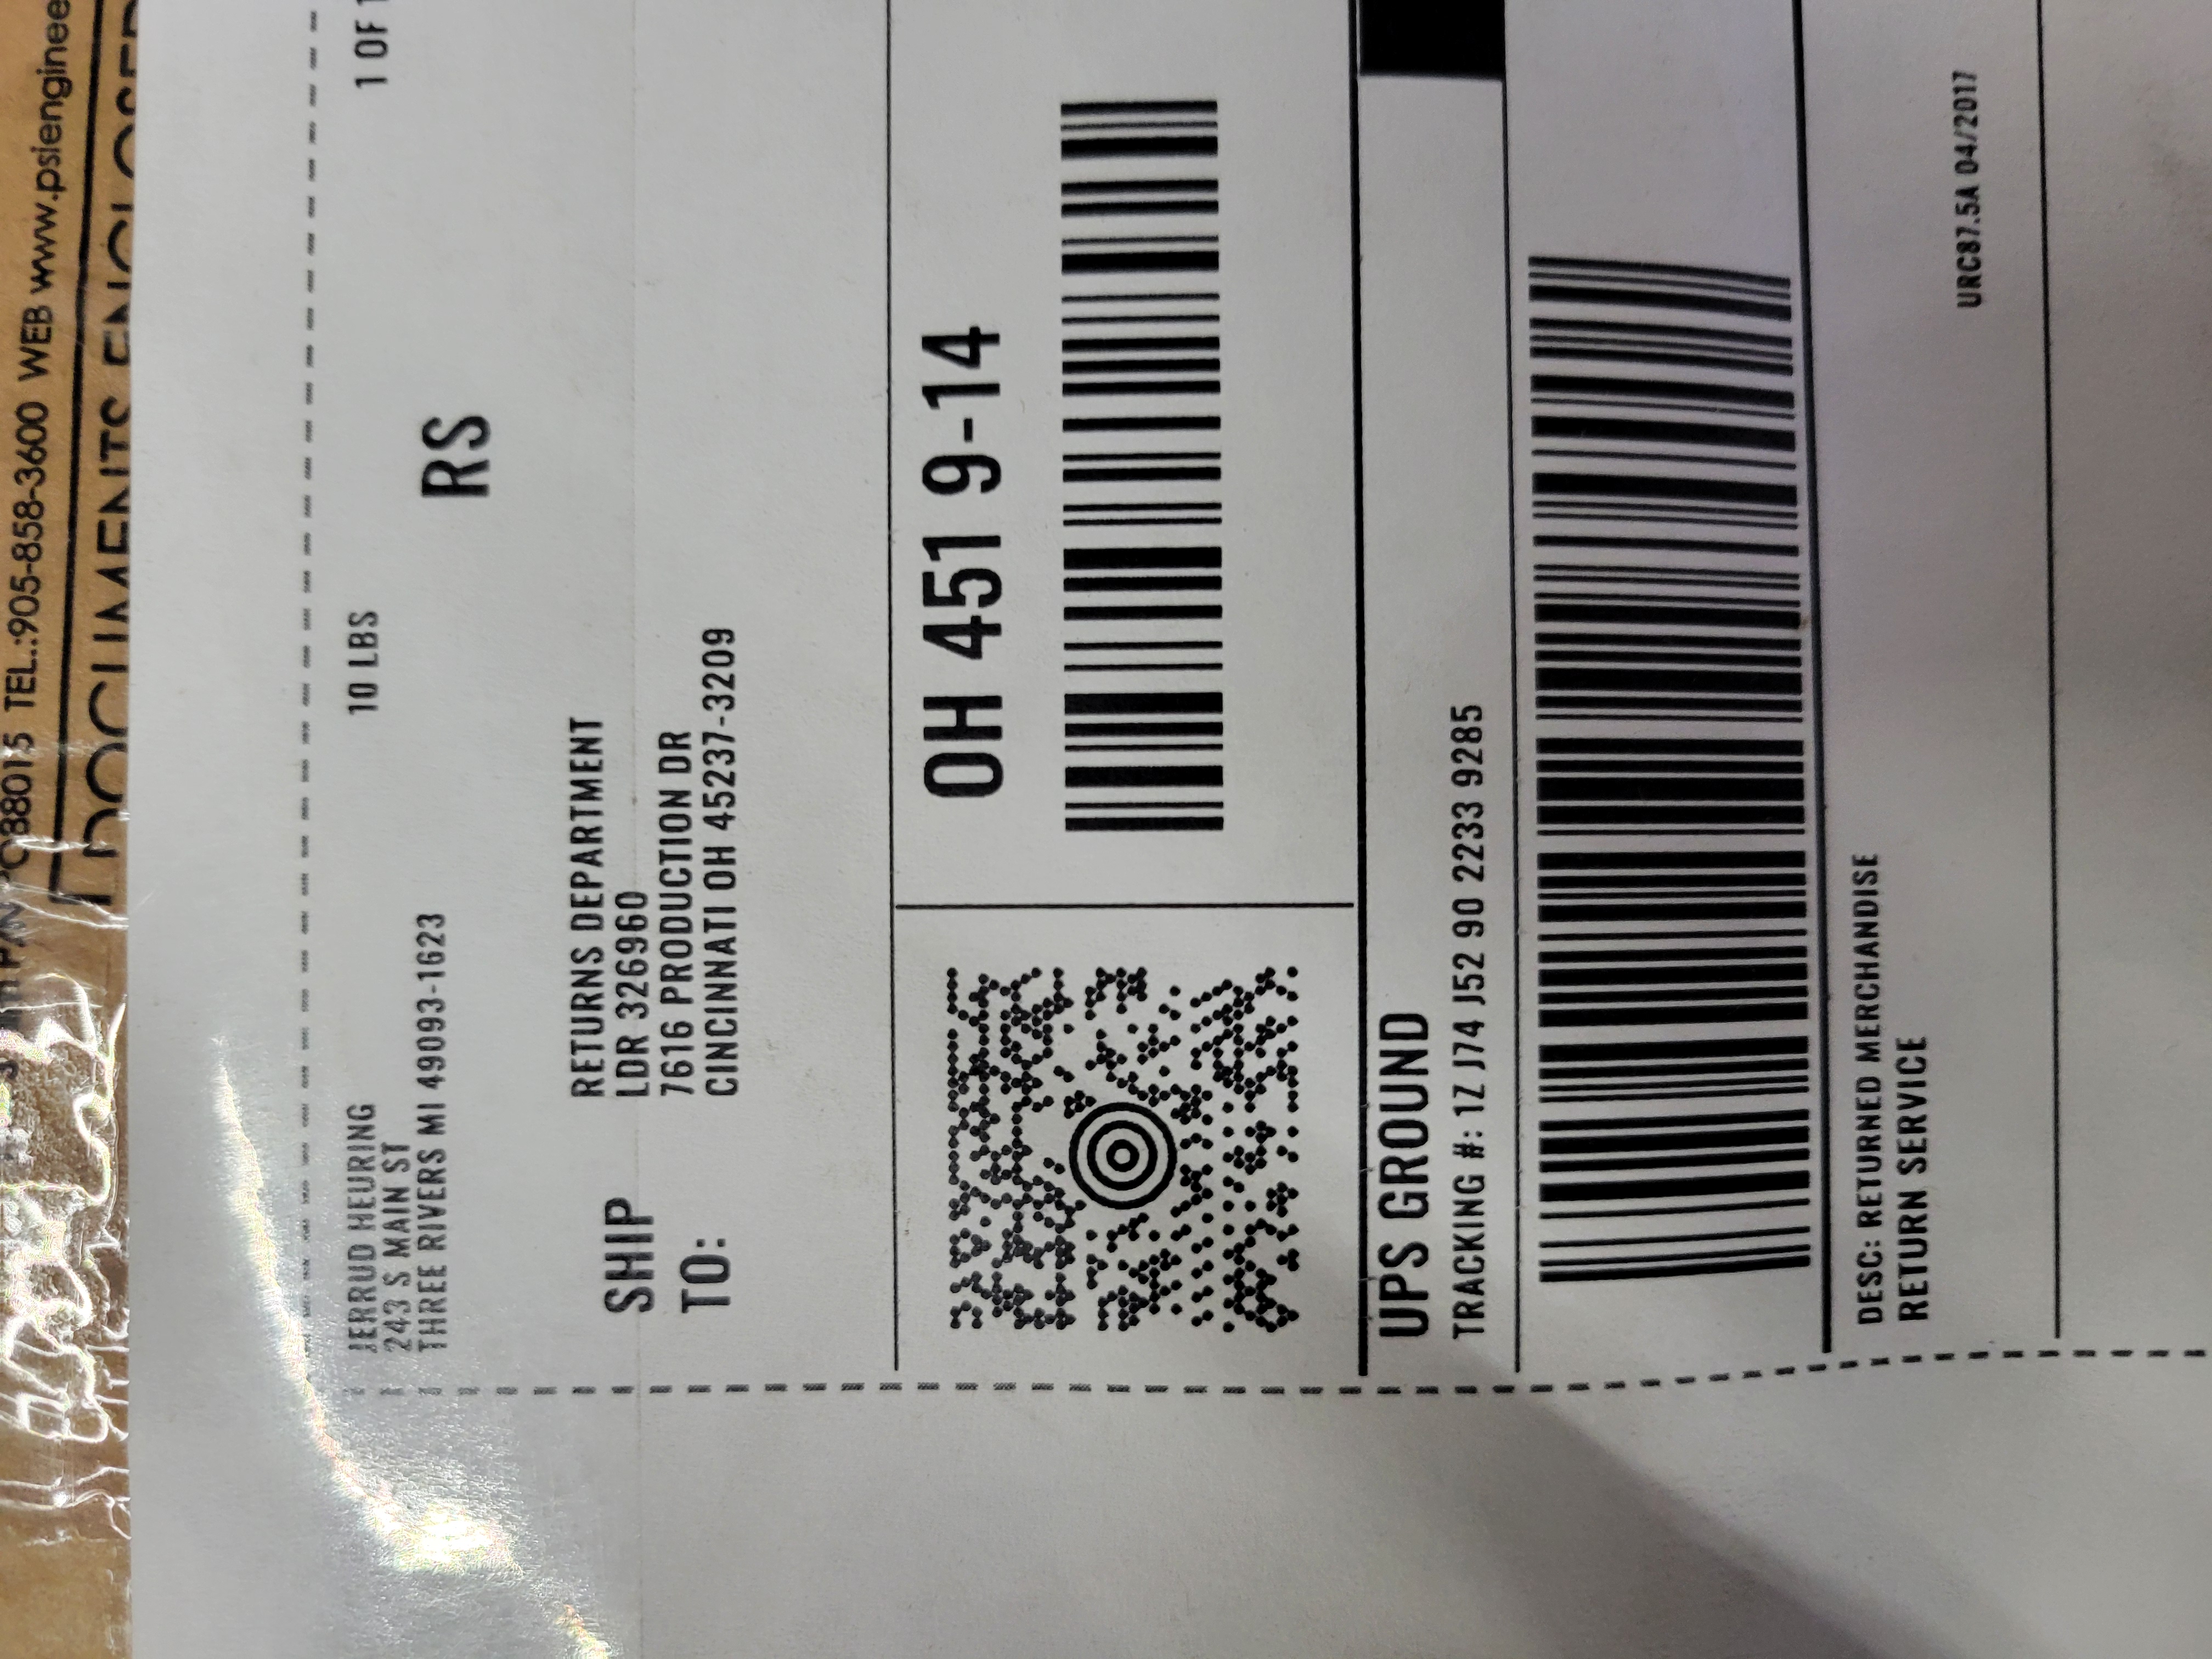 088015 TEL.:905-858-3600 WEB www.psienginee
DOCUMENTS ENCLOSED
JERRUD HEURING
10 LBS
1 OF 1
243 S MAIN ST
THREE RIVERS MI 49093-1623
RS
SHIP
TO:
RETURNS DEPARTMENT
LDR 326960
7616 PRODUCTION DR
CINCINNATI OH 45237-3209
OH 451 9-14
UPS GROUND
TRACKING #: 1Z J74 J52 90 2233 9285
DESC: RETURNED MERCHANDISE
RETURN SERVICE
URC87.5A 04/2017